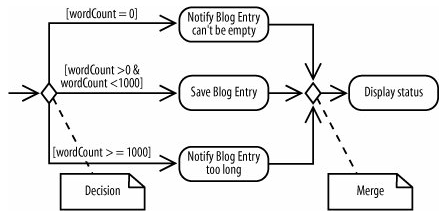 [wordCount = 0]
Notify Blog Entry
can't be empty
[wordCount >0 &
wordCount <1000]
Save Blog Entry
Display status
[wordCount > = 1000]
Notify Blog Entry
too long
Decision
Merge